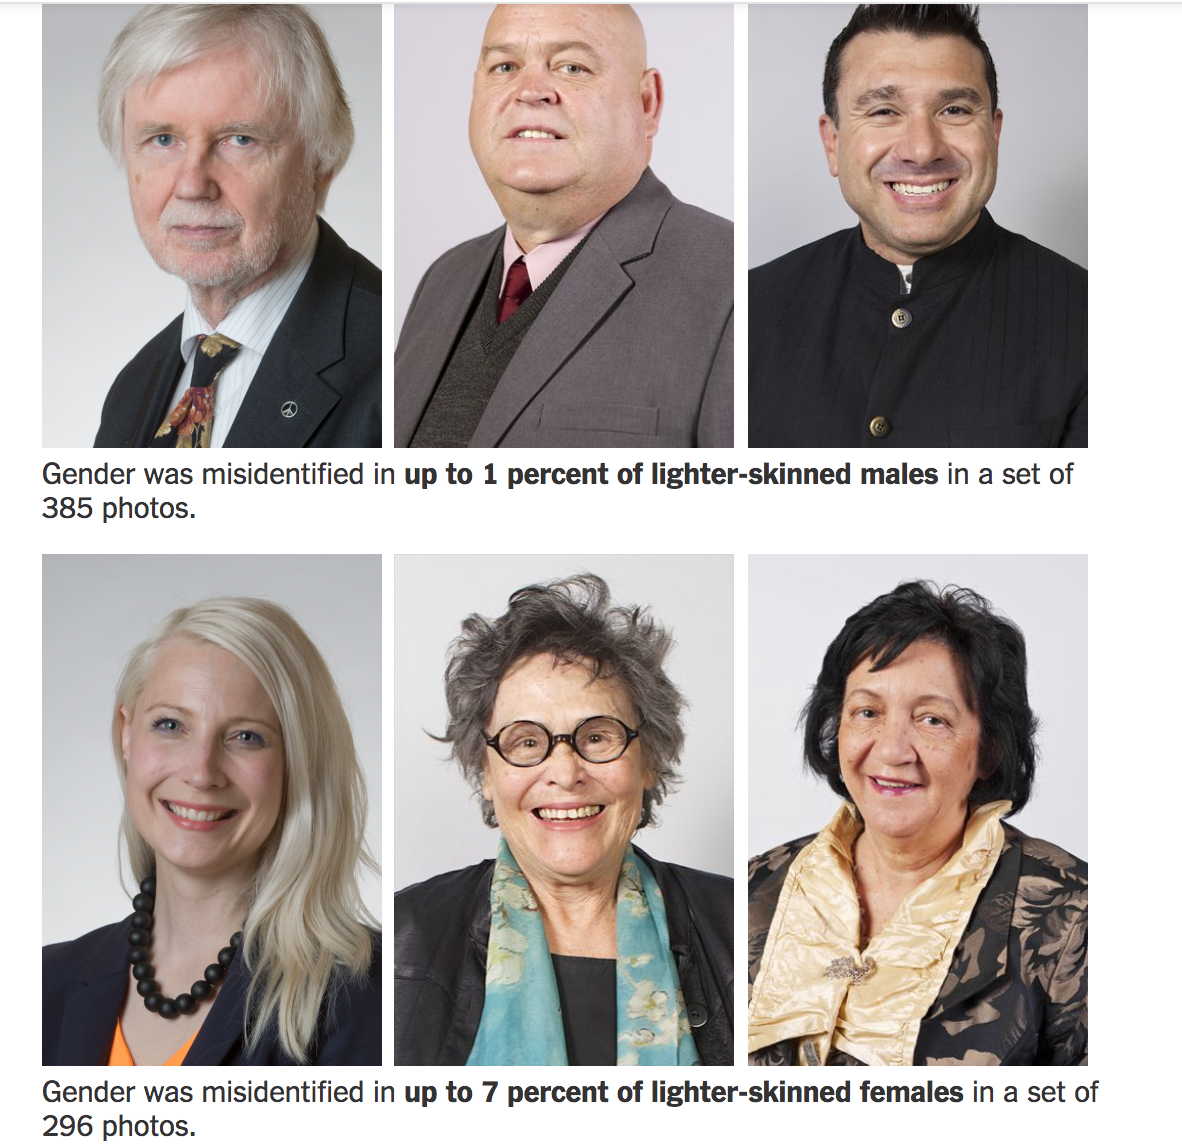 Gender was misidentified in up to 1 percent of lighter-skinned males in a set of
385 photos.
Gender was misidentified in up to 7 percent of lighter-skinned females in a set of
296 photos.